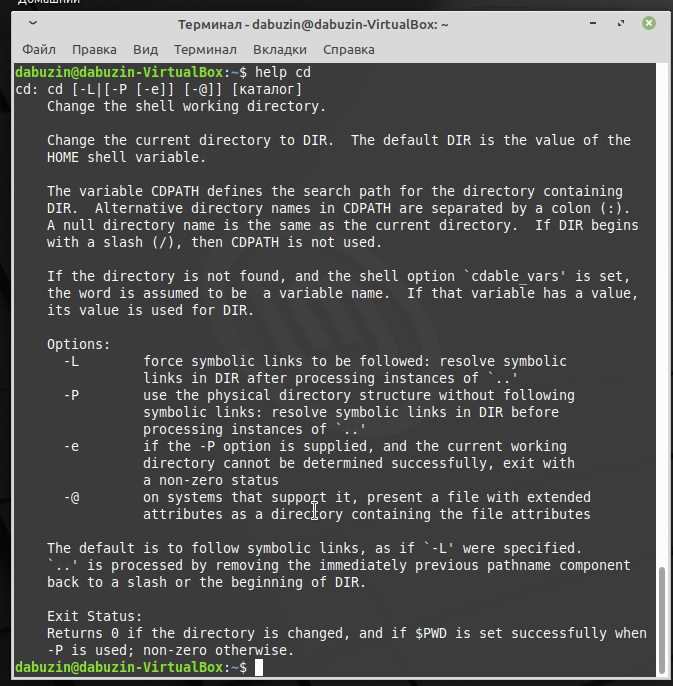 Домашний
Терминал - dabuzin@dabuzin-VirtualBox: ~
Файл Правка Вид Терминал Вкладки Справка
dabuzin@dabuzin-VirtualBox:~$ help cd
cd: cd [-L|[-P [-e]] [-@]] [каталог]
    Change the shell working directory.

    Change the current directory to DIR.  The default DIR is the value of the
    HOME shell variable.

    The variable CDPATH defines the search path for the directory containing
    DIR.  Alternative directory names in CDPATH are separated by a colon (:).
    A null directory name is the same as the current directory.  If DIR begins
    with a slash (/), then CDPATH is not used.

    If the directory is not found, and the shell option `cdable_vars' is set,
    the word is assumed to be  a variable name.  If that variable has a value,
    its value is used for DIR.

    Options:
      -L        force symbolic links to be followed: resolve symbolic
                links in DIR after processing instances of `..'
      -P        use the physical directory structure without following
                symbolic links: resolve symbolic links in DIR before
                processing instances of `..'
      -e        if the -P option is supplied, and the current working
                directory cannot be determined successfully, exit with
                a non-zero status
      -@        on systems that support it, present a file with extended
                attributes as a directory containing the file attributes

    The default is to follow symbolic links, as if `-L' were specified.
    `..' is processed by removing the immediately previous pathname component
    back to a slash or the beginning of DIR.

    Exit Status:
    Returns 0 if the directory is changed, and if $PWD is set successfully when
    -P is used; non-zero otherwise.
dabuzin@dabuzin-VirtualBox:~$